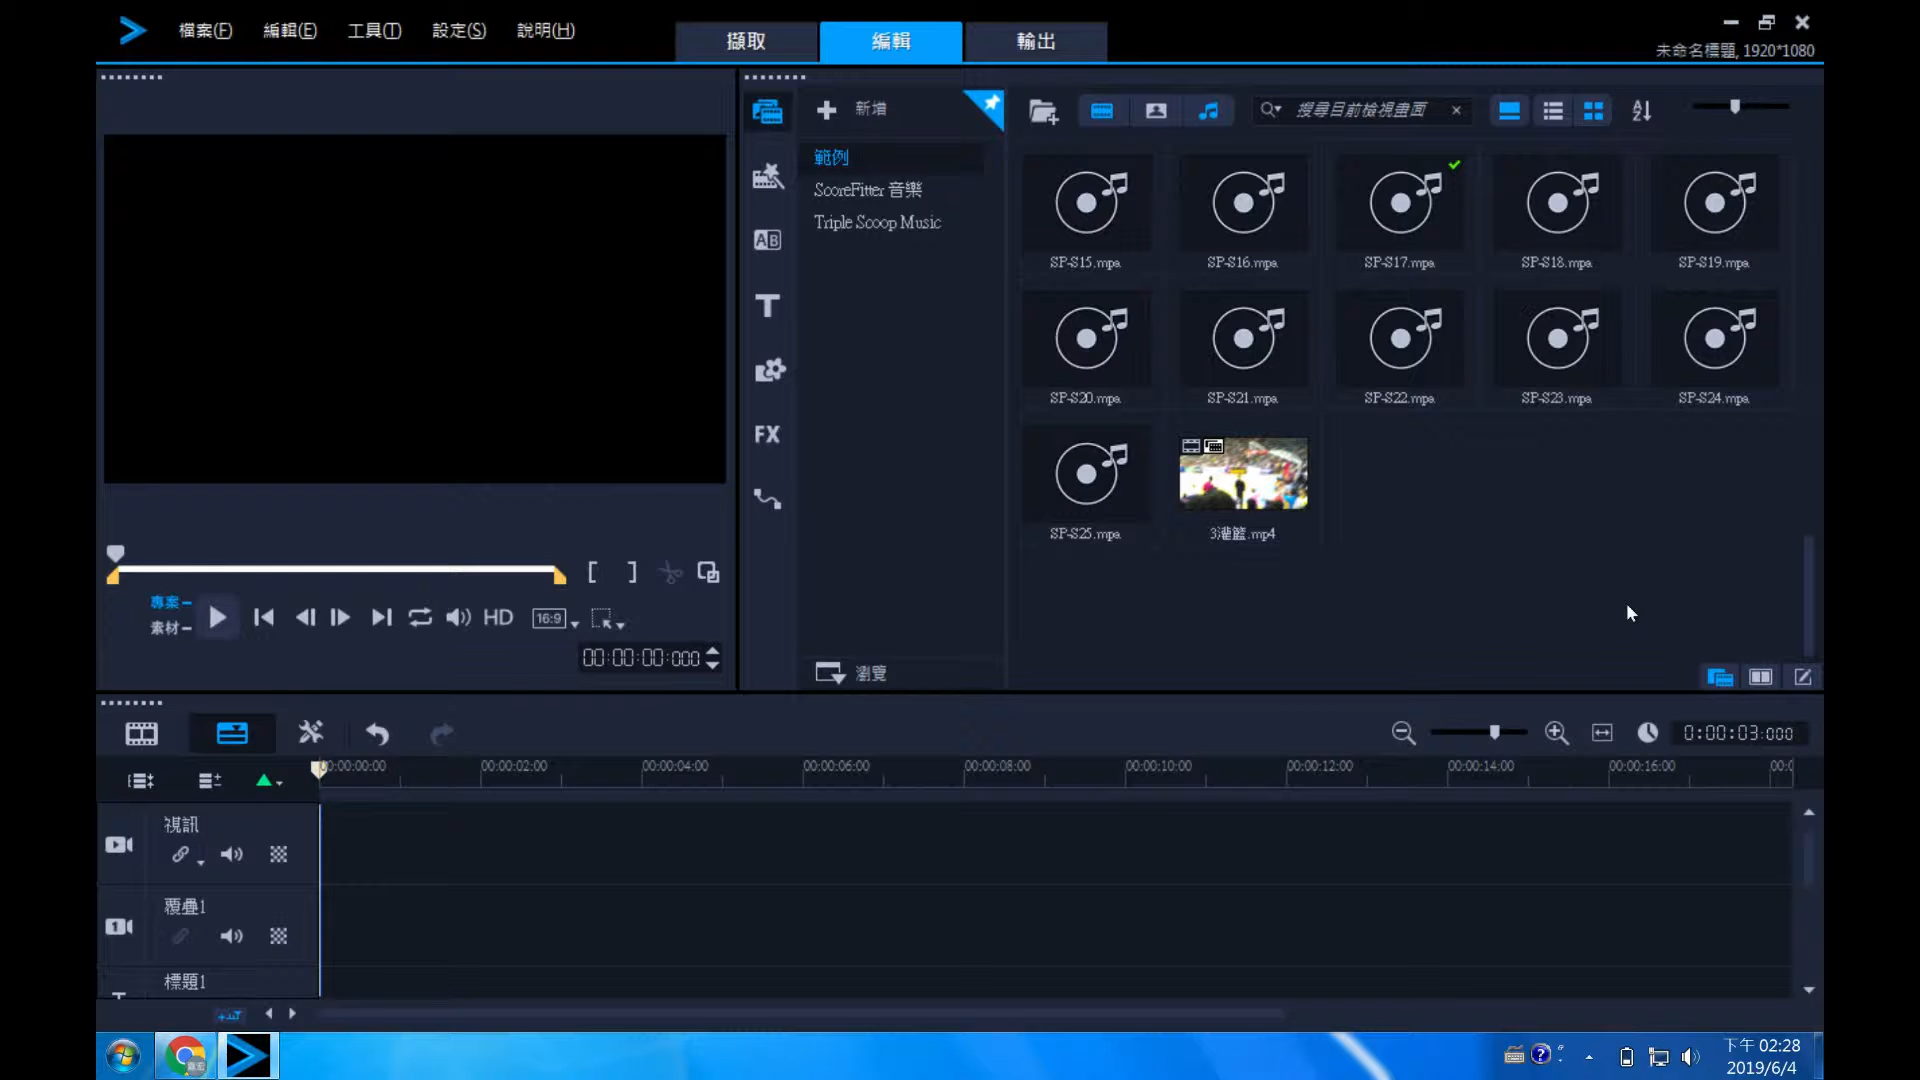 檔案(F) 編輯(E) 工具(T) 設定(S) 說明(H)
擷取 編輯 輸出
未命名標題, 1920*1080
新增
搜尋目前檢視畫面
範例
ScoreFitter 音樂
Triple Scoop Music
SP-S15.mpa SP-S16.mpa SP-S17.mpa SP-S18.mpa SP-S19.mpa
SP-S20.mpa SP-S21.mpa SP-S22.mpa SP-S23.mpa SP-S24.mpa
SP-S25.mpa 3灌籃.mp4
AB
T
FX
專案
素材
HD 16:9
00:00:00:000
瀏覽
0:00:03:000
00:00:00:00 00:00:02:00 00:00:04:00 00:00:06:00 00:00:08:00 00:00:10:00 00:00:12:00 00:00:14:00 00:00:16:00
視訊
覆疊1
1
標題1
下午 02:28
2019/6/4